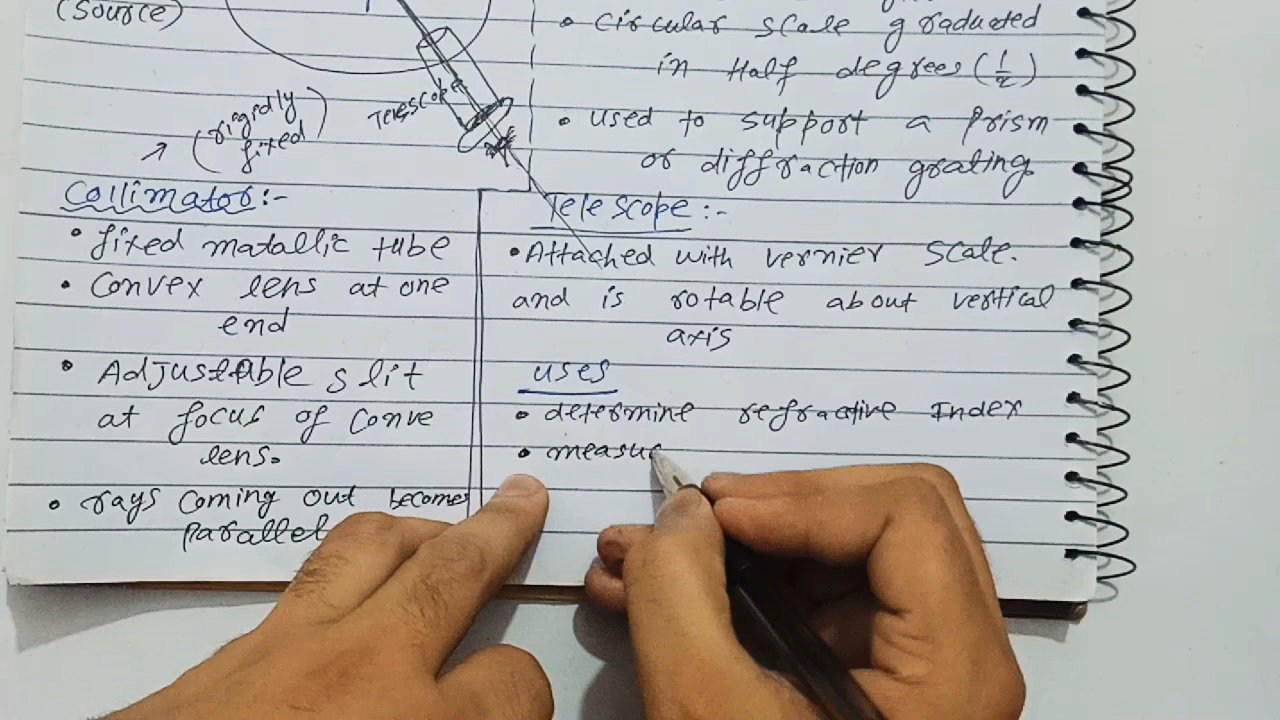 (Source)
circular scale graduated
in Half degrees (1/2)
• used to support a Prism
or diffraction grating
Telescope
(rigidly
fixed)
Collimator:-
• fixed matallic tube
• Convex lens at one
end
• Adjustable slit
at focus of Conve
lens.
• rays coming out becomes
parallel
Telescope:-
• Attached with vernier scale.
and is rotable about vertical
axis
uses
• determine refractive Index
• measu